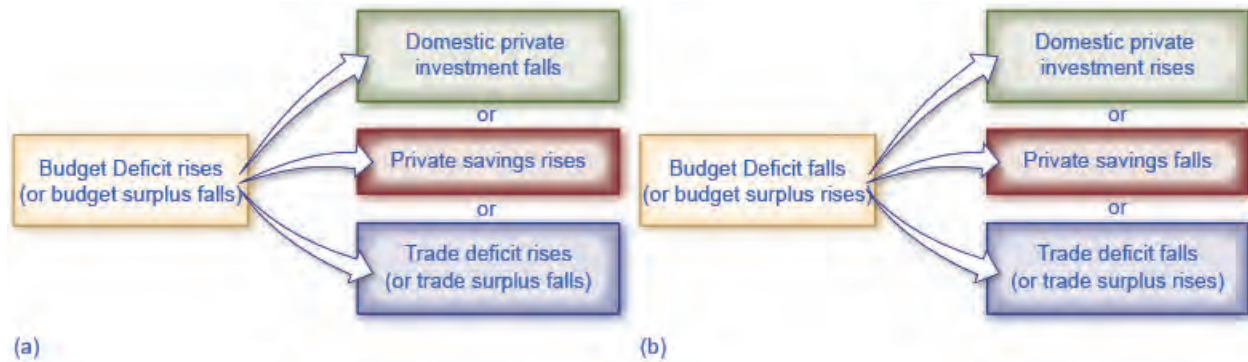 Domestic private
investment falls
or
Budget Deficit rises
(or budget surplus falls)
Private savings rises
or
Trade deficit rises
(or trade surplus falls)
(a)
Domestic private
investment rises
or
Budget Deficit falls
(or budget surplus rises)
Private savings falls
or
Trade deficit falls
(or trade surplus rises)
(b)